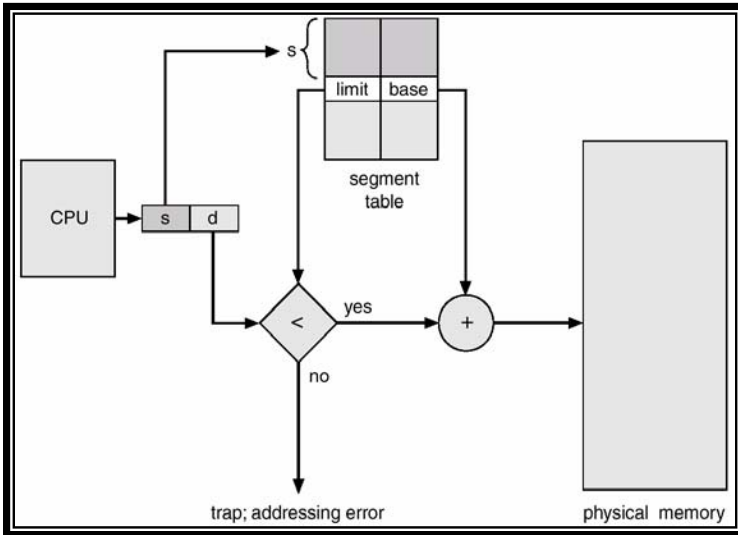 s
limit base
segment
table
CPU
s d
<
yes
+
no
trap; addressing error
physical memory